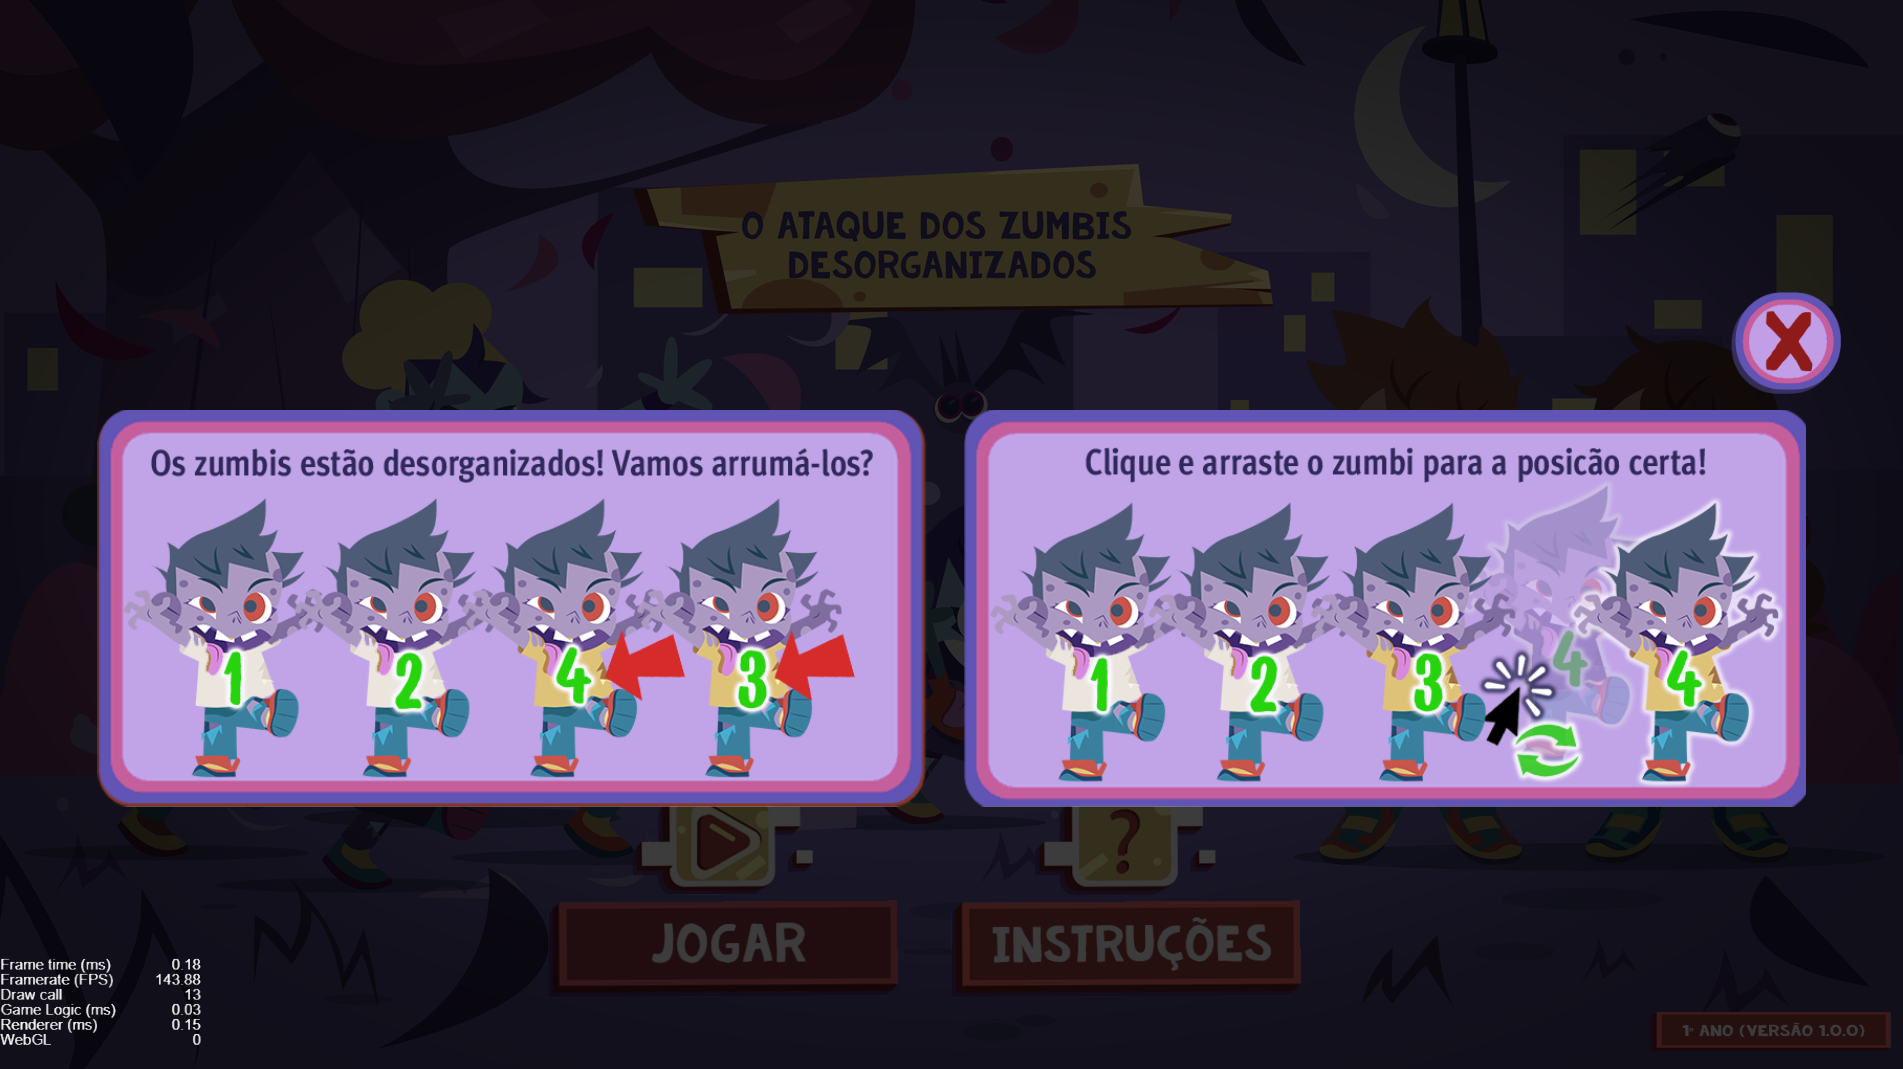 O ATAQUE DOS ZUMBIS
DESORGANIZADOS
X
Os zumbis estão desorganizados! Vamos arrumá-los?
1 2 4 3
Clique e arraste o zumbi para a posicão certa!
1 2 3 4 4
?
JOGAR
INSTRUÇÕES
Frame time (ms) 0.18
Framerate (FPS) 143.88
Draw call 13
Game Logic (ms) 0.03
Renderer (ms) 0.15
WebGL 0
1º ANO (VERSÃO 1.0.0)